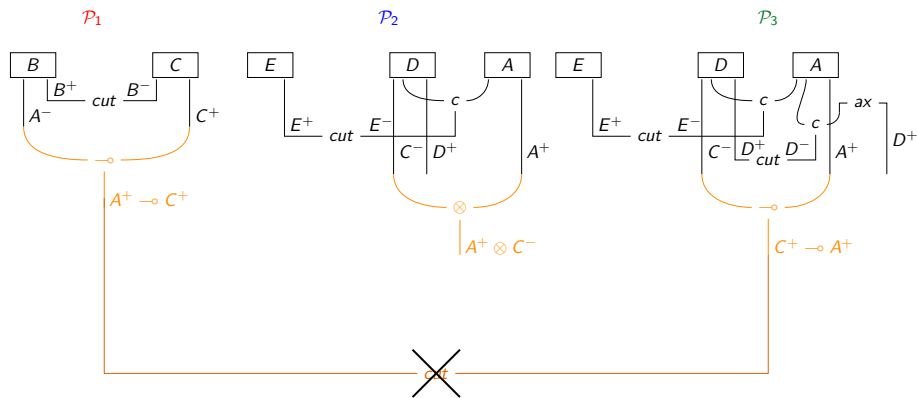 𝒫₁ 𝒫₂ 𝒫₃
B C E D A E D A
B⁺ cut B⁻ c c ax
A⁻ C⁺ E⁺ cut E⁻ E⁺ cut E⁻ c D⁺
C⁻ D⁺ A⁺ C⁻ D⁺ cut D⁻ A⁺
⊸
A⁺ ⊸ C⁺ ⊗ ⊸
A⁺ ⊗ C⁻ C⁺ ⊸ A⁺
cut